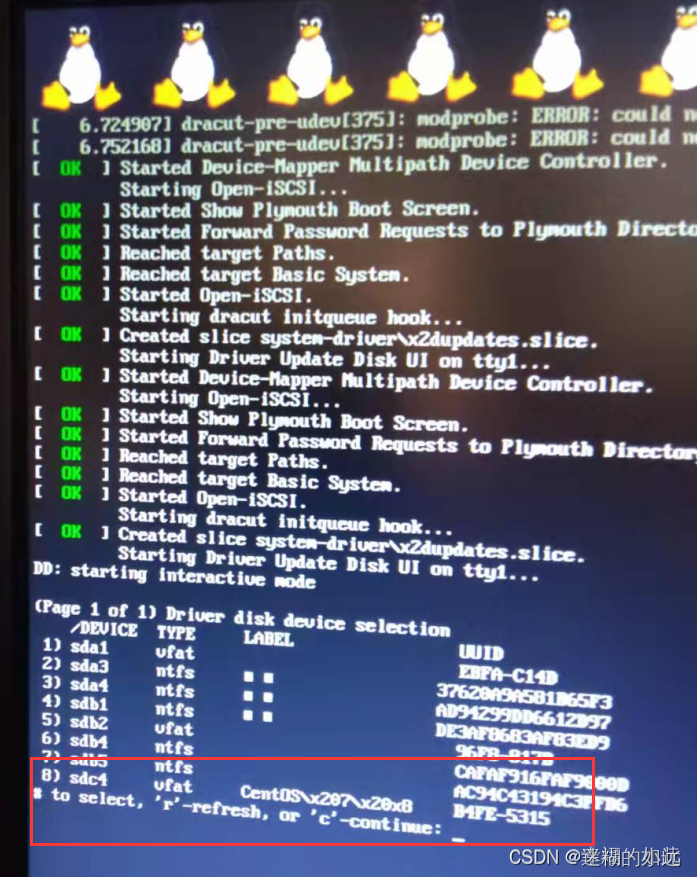 [    6.724907] dracut-pre-udev[375]: modprobe: ERROR: could n
[    6.752168] dracut-pre-udev[375]: modprobe: ERROR: could n
[  OK  ] Started Device-Mapper Multipath Device Controller.
Starting Open-iSCSI...
[  OK  ] Started Show Plymouth Boot Screen.
[  OK  ] Started Forward Password Requests to Plymouth Directo
[  OK  ] Reached target Paths.
[  OK  ] Reached target Basic System.
[  OK  ] Started Open-iSCSI.
Starting dracut initqueue hook...
[  OK  ] Created slice system-driver\x2dupdates.slice.
Starting Driver Update Disk UI on tty1...
[  OK  ] Started Device-Mapper Multipath Device Controller.
Starting Open-iSCSI...
[  OK  ] Started Show Plymouth Boot Screen.
[  OK  ] Started Forward Password Requests to Plymouth Directory
[  OK  ] Reached target Paths.
[  OK  ] Reached target Basic System.
[  OK  ] Started Open-iSCSI.
Starting dracut initqueue hook...
[  OK  ] Created slice system-driver\x2dupdates.slice.
Starting Driver Update Disk UI on tty1...
DD: starting interactive mode
(Page 1 of 1) Driver disk device selection
/DEVICE TYPE LABEL UUID
1) sda1 vfat EBFA-C14D
2) sda3 ntfs 37620A9A581B65F3
3) sda4 ntfs AD94299DD6612D97
4) sdb1 ntfs DE3AF8683AF83ED9
5) sdb2 vfat 96F8-817B
6) sdb4 ntfs
7) sdb5 ntfs
8) sdc4 vfat CentOS\x207\x20x8 B4FE-5315
# to select, 'r'-refresh, or 'c'-continue: _
CSDN @迷糊的小远